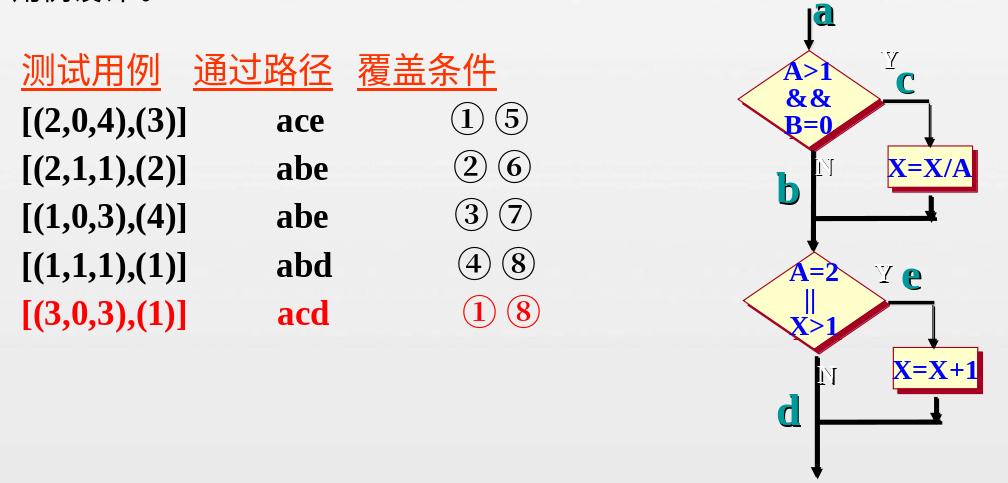 测试用例 通过路径 覆盖条件
[(2,0,4),(3)] ace ① ⑤
[(2,1,1),(2)] abe ② ⑥
[(1,0,3),(4)] abe ③ ⑦
[(1,1,1),(1)] abd ④ ⑧
[(3,0,3),(1)] acd ① ⑧
a
A>1
&&
B=0
Y
c
X=X/A
N
b
A=2
||
X>1
Y
e
X=X+1
N
d